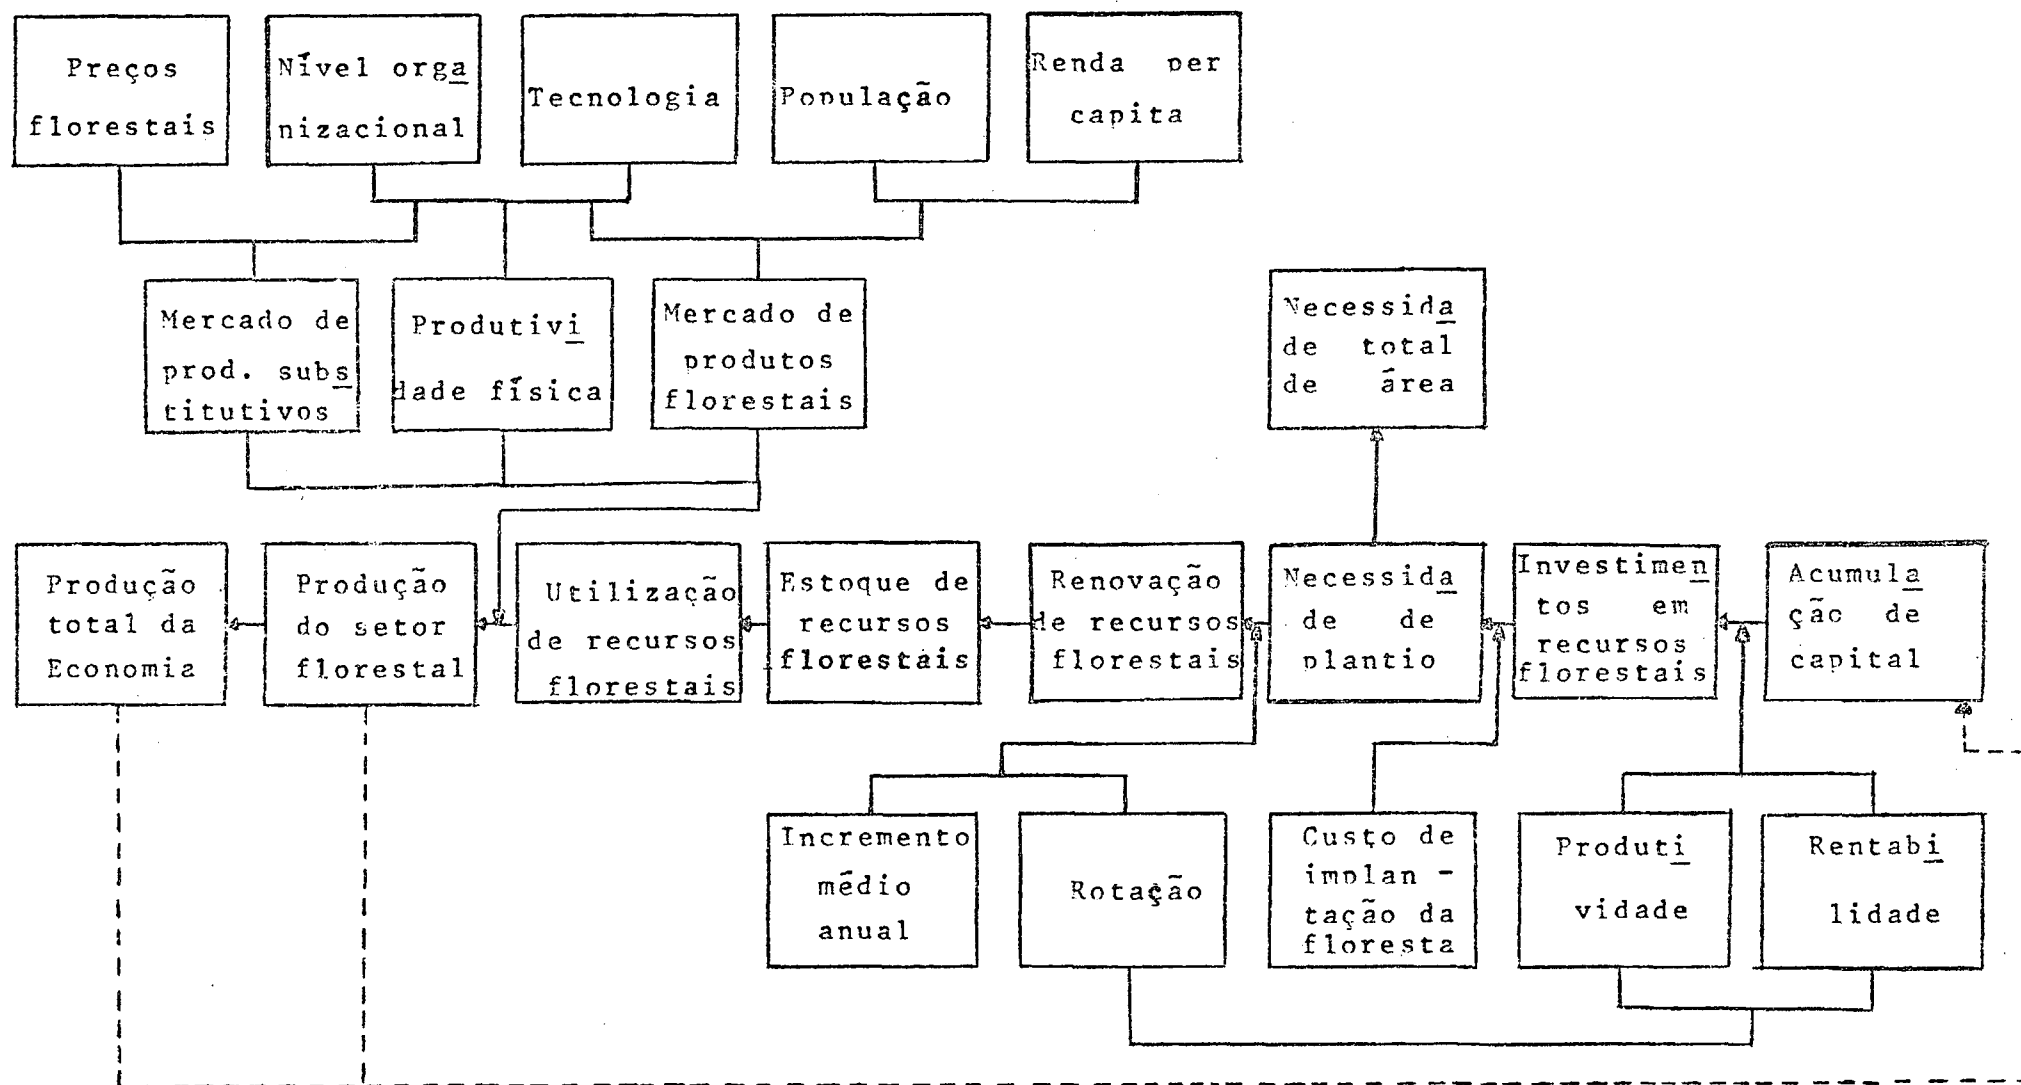 Preços
florestais
Nível orga
nizacional
Tecnologia
População
Renda per
capita
Mercado de
prod. subs
titutivos
Produtivi
dade física
Mercado de
produtos
florestais
Necessida
de total
de área
Produção
total da
Economia
Produção
do setor
florestal
Utilização
de recursos
florestais
Estoque de
recursos
florestais
Renovação
de recursos
florestais
Necessida
de de
plantio
Investimen
tos em
recursos
florestais
Acumula
ção de
capital
Incremento
médio
anual
Rotação
Custo de
implan -
tação da
floresta
Produti
vidade
Rentabi
lidade